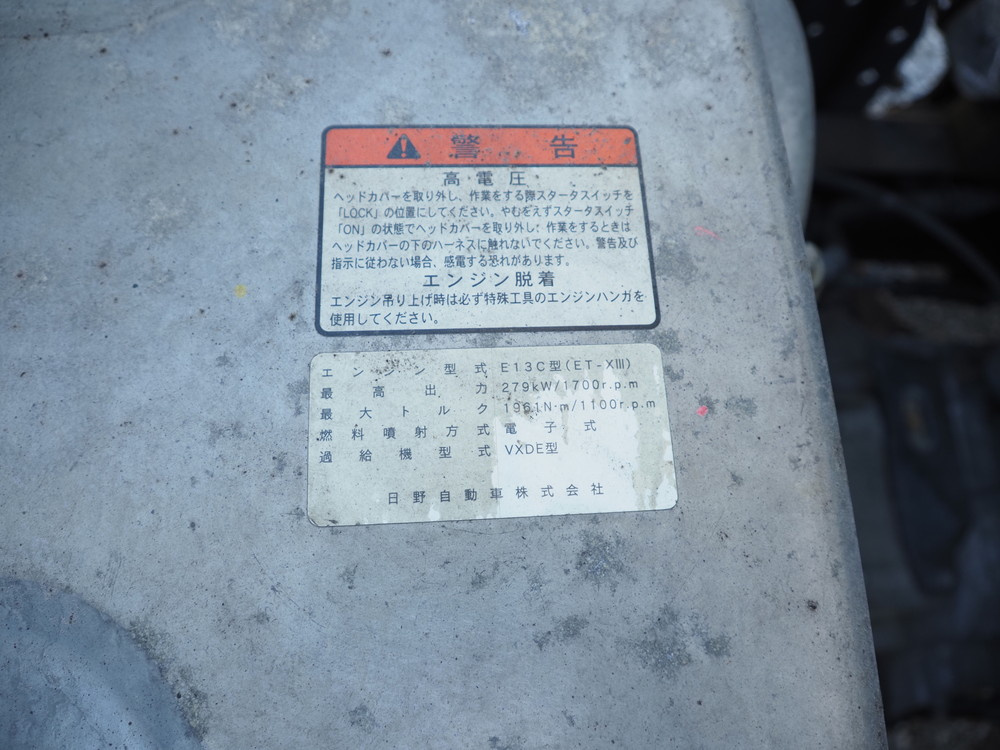 警告
高電圧
ヘッドカバーを取り外し、作業をする際スタータスイッチを
「LOCK」の位置にしてください。やむをえずスタータスイッチ
「ON」の状態でヘッドカバーを取り外し、作業をするときは
ヘッドカバーの下のハーネスに触れないでください。警告及び
指示に従わない場合、感電する恐れがあります。
エンジン脱着
エンジン吊り上げ時は必ず特殊工具のエンジンハンガを
使用してください。
エンジン型式 E13C型(ET-XIII)
最高出力 279kW/1700r.p.m
最大トルク 1961N·m/1100r.p.m
燃料噴射方式 電子式
過給機型式 VXDE型
日野自動車株式会社